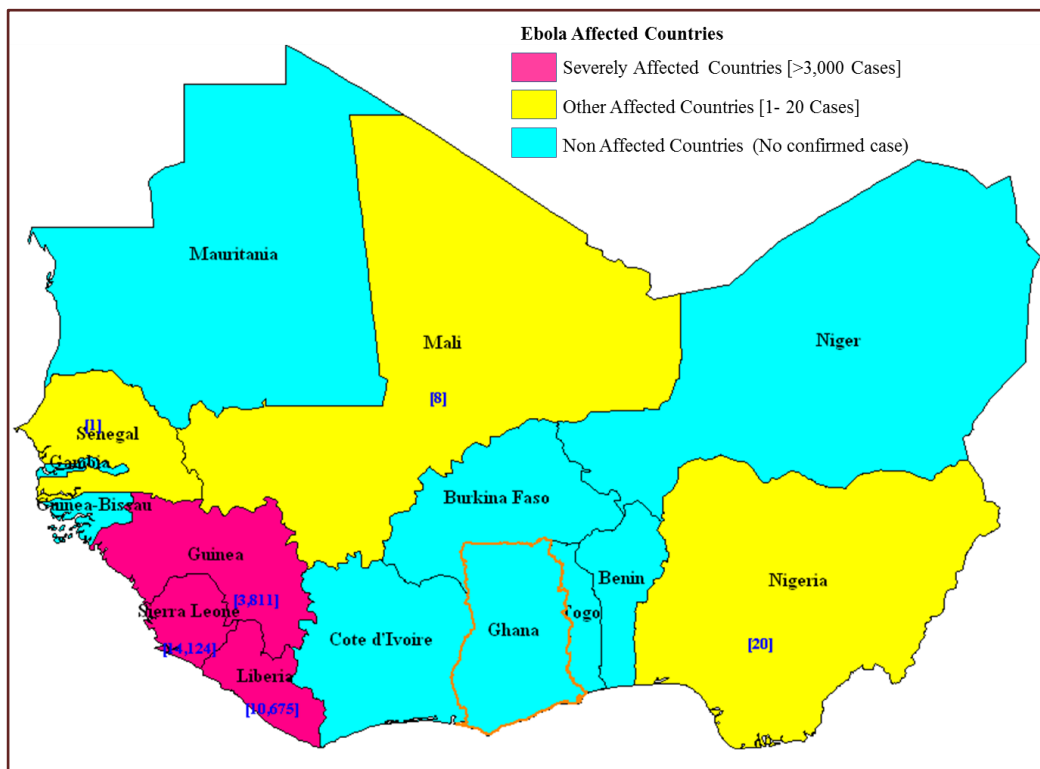 Ebola Affected Countries
Severely Affected Countries [>3,000 Cases]
Other Affected Countries [1- 20 Cases]
Non Affected Countries (No confirmed case)
Mauritania
Mali
Niger
[8]
[1]
Senegal
Gambia
Burkina Faso
Guinea-Bissau
Guinea
Benin
Nigeria
[3,811]
Sierra Leone
Togo
Ghana
Cote d'Ivoire
[14,124]
[20]
Liberia
[10,675]